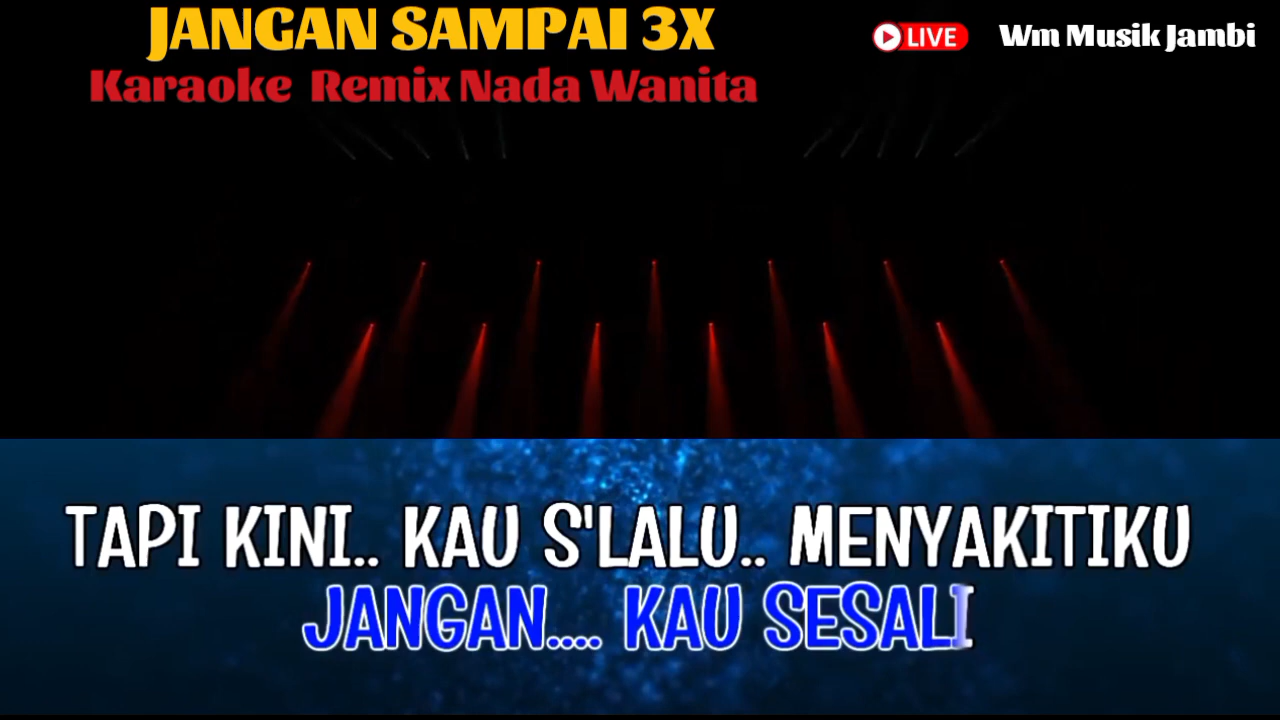 JANGAN SAMPAI 3X
LIVE
Wm Musik Jambi
Karaoke Remix Nada Wanita
TAPI KINI.. KAU S'LALU.. MENYAKITIKU
JANGAN.... KAU SESALI